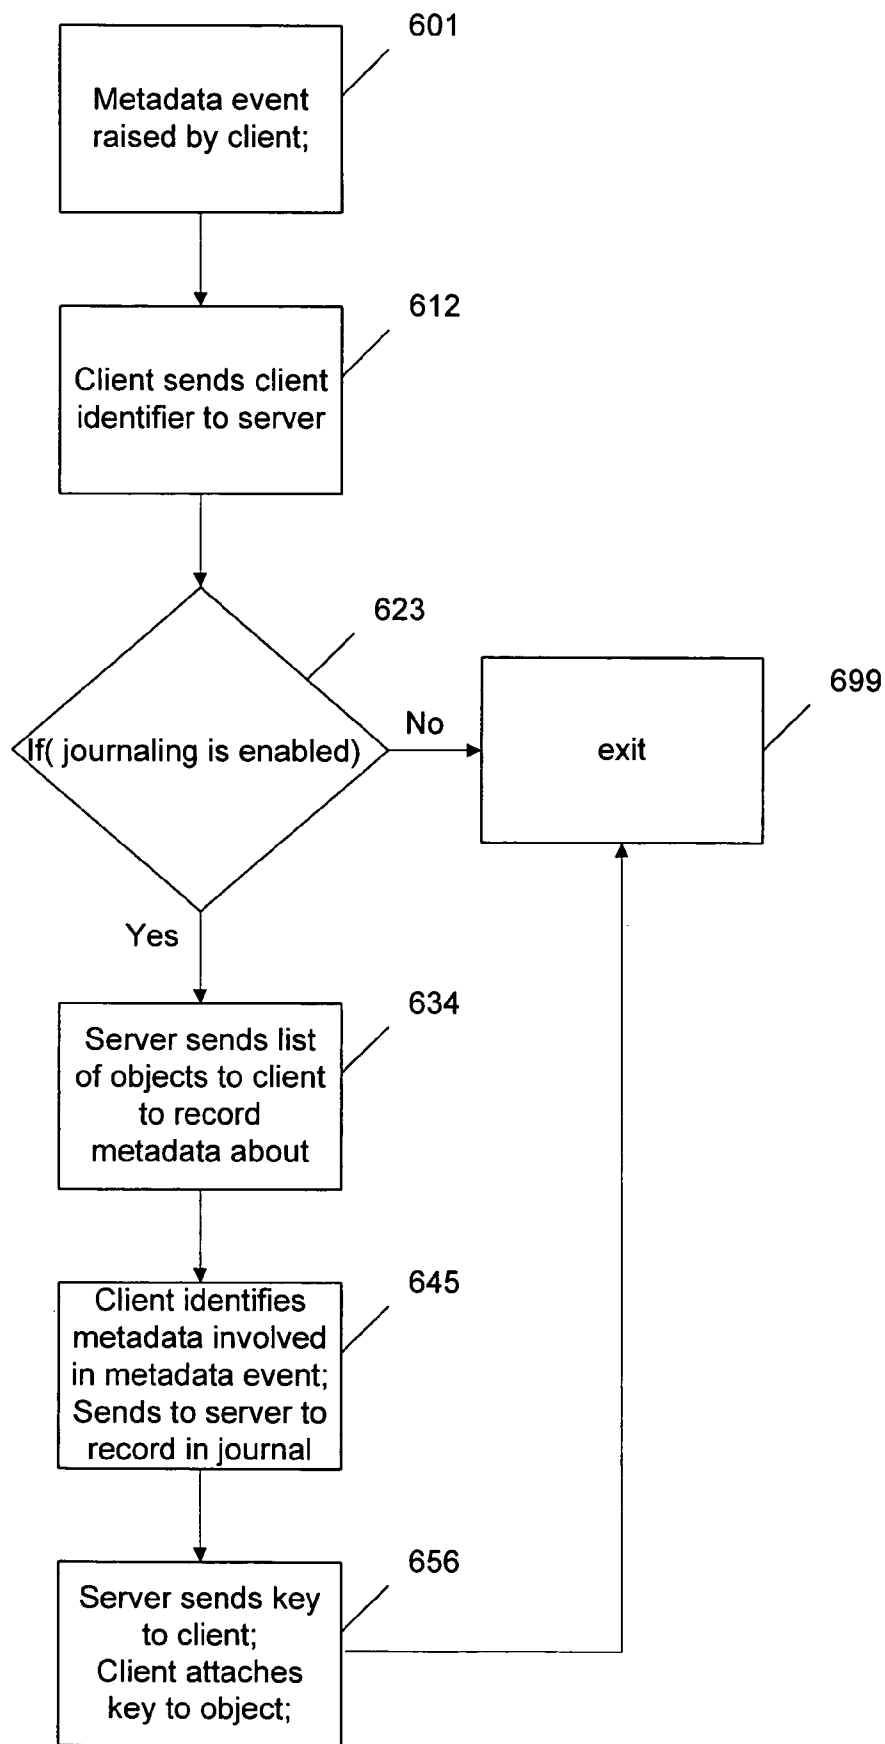 601
Metadata event
raised by client;
612
Client sends client
identifier to server
623
If( journaling is enabled)
No
699
exit
Yes
634
Server sends list
of objects to client
to record
metadata about
645
Client identifies
metadata involved
in metadata event;
Sends to server to
record in journal
656
Server sends key
to client;
Client attaches
key to object;